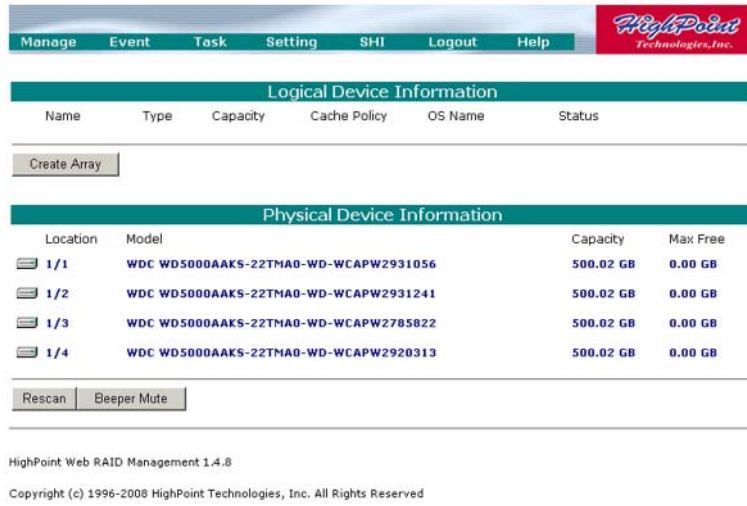 HighPoint
Technologies,Inc.
Manage Event Task Setting SHI Logout Help
Logical Device Information
Name Type Capacity Cache Policy OS Name Status
Create Array
Physical Device Information
Location Model Capacity Max Free
1/1 WDC WD5000AAKS-22TMA0-WD-WCAPW2931056 500.02 GB 0.00 GB
1/2 WDC WD5000AAKS-22TMA0-WD-WCAPW2931241 500.02 GB 0.00 GB
1/3 WDC WD5000AAKS-22TMA0-WD-WCAPW2785822 500.02 GB 0.00 GB
1/4 WDC WD5000AAKS-22TMA0-WD-WCAPW2920313 500.02 GB 0.00 GB
Rescan Beeper Mute
HighPoint Web RAID Management 1.4.8
Copyright (c) 1996-2008 HighPoint Technologies, Inc. All Rights Reserved